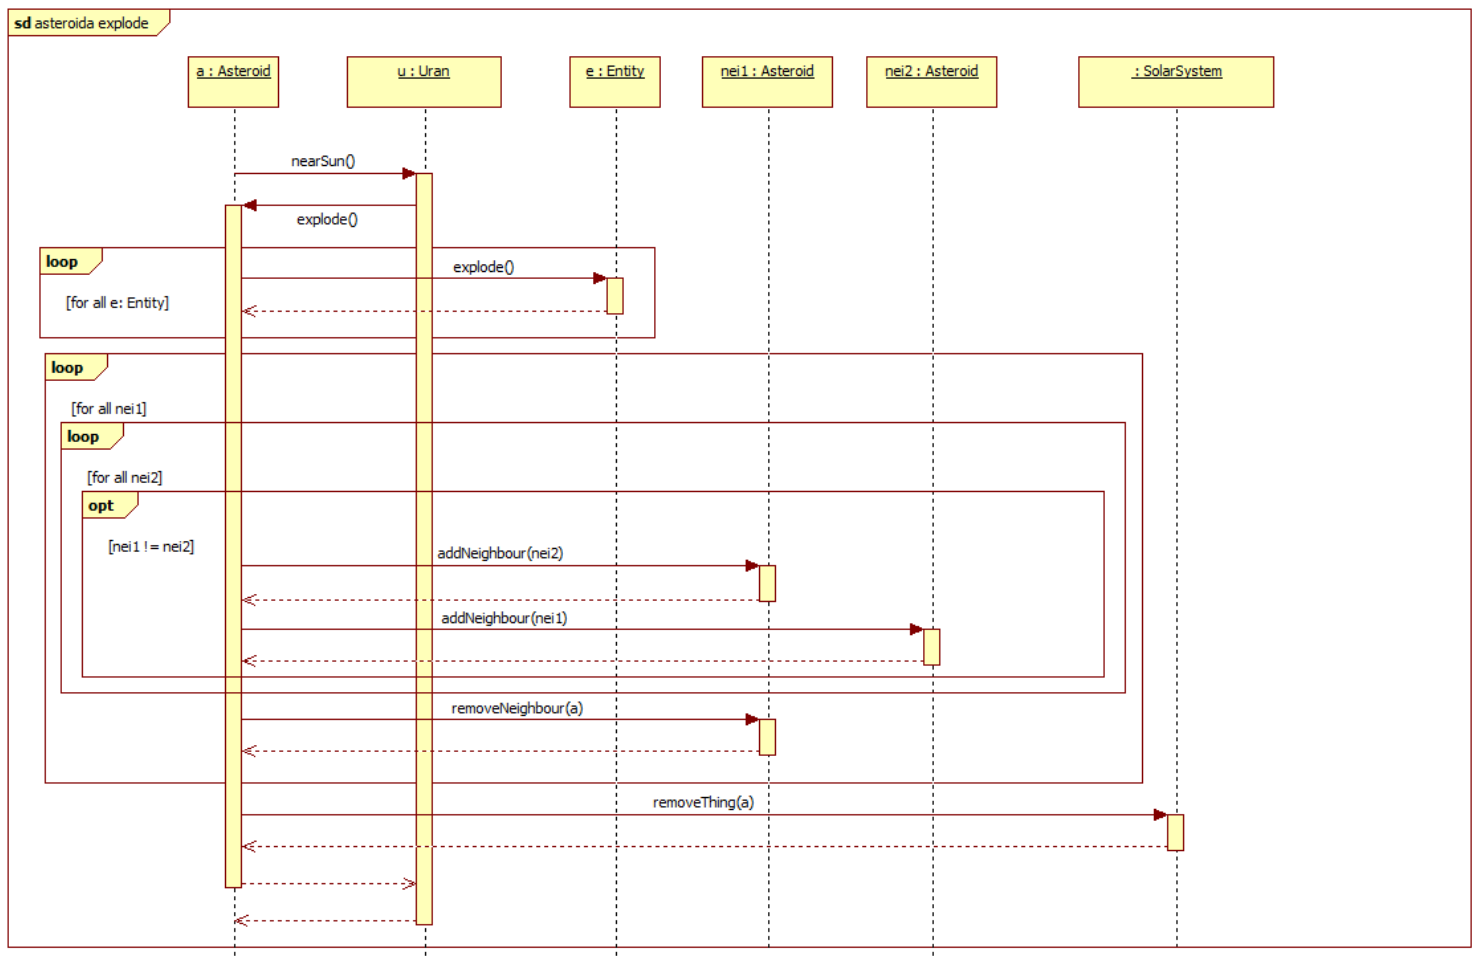 sd asteroida explode
a : Asteroid
u : Uran
e : Entity
nei1 : Asteroid
nei2 : Asteroid
: SolarSystem
nearSun()
explode()
loop
explode()
[for all e: Entity]
loop
[for all nei1]
loop
[for all nei2]
opt
[nei1 != nei2]
addNeighbour(nei2)
addNeighbour(nei1)
removeNeighbour(a)
removeThing(a)